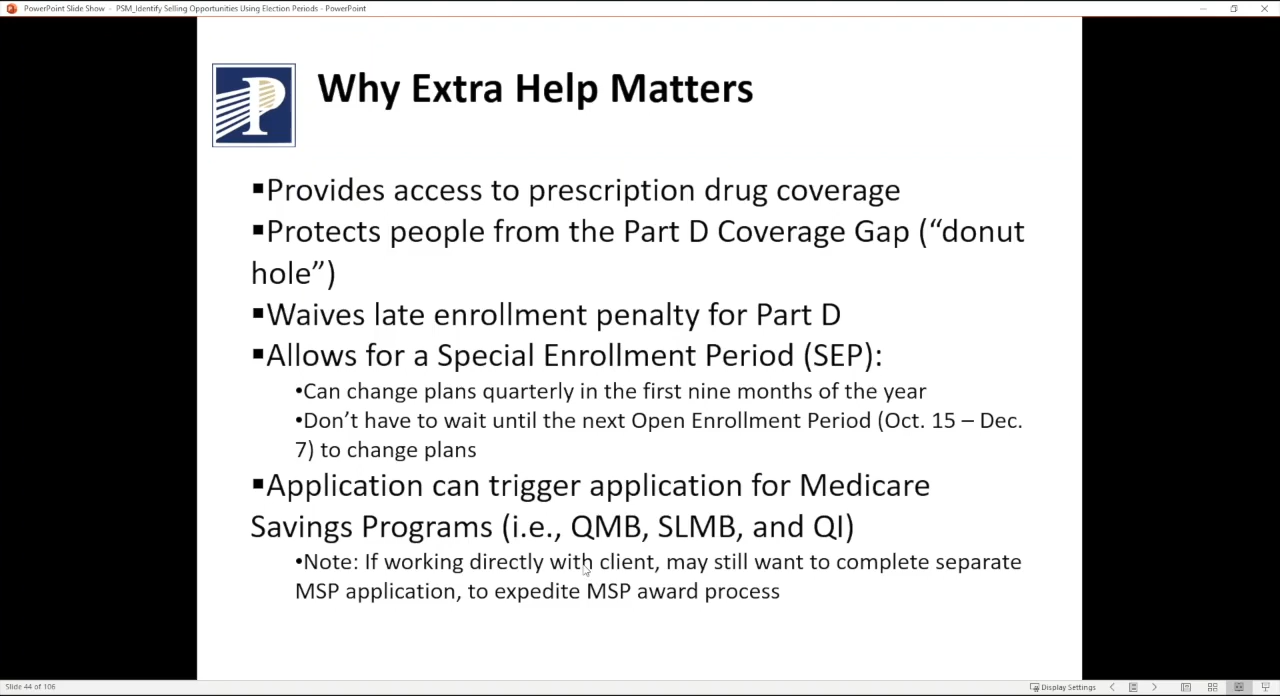 PowerPoint Slide Show - PSM_Identify Selling Opportunities Using Election Periods - PowerPoint
P
Why Extra Help Matters
▪Provides access to prescription drug coverage
▪Protects people from the Part D Coverage Gap (“donut
hole”)
▪Waives late enrollment penalty for Part D
▪Allows for a Special Enrollment Period (SEP):
•Can change plans quarterly in the first nine months of the year
•Don’t have to wait until the next Open Enrollment Period (Oct. 15 – Dec.
7) to change plans
▪Application can trigger application for Medicare
Savings Programs (i.e., QMB, SLMB, and QI)
•Note: If working directly with client, may still want to complete separate
MSP application, to expedite MSP award process
Slide 44 of 106
Display Settings